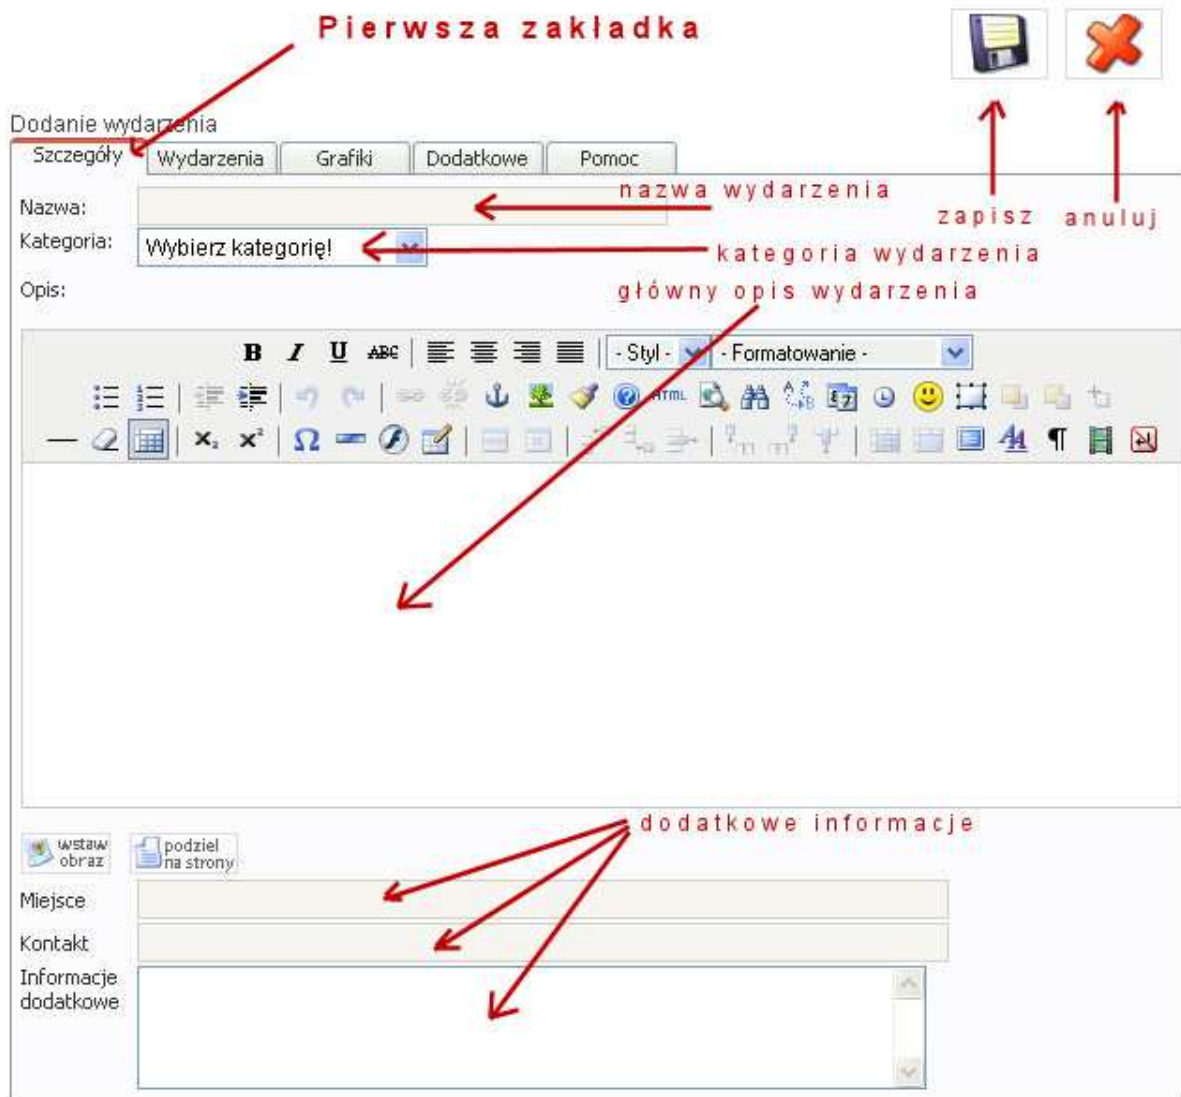 Pierwsza zakładka
Dodanie wydarzenia
Szczegóły Wydarzenia Grafiki Dodatkowe Pomoc
Nazwa: nazwa wydarzenia
zapisz anuluj
Kategoria: Wybierz kategorię! kategoria wydarzenia
Opis: główny opis wydarzenia
B I U ABC - Styl - - Formatowanie -
HTML
dodatkowe informacje
wstaw
obraz
podziel
na strony
Miejsce
Kontakt
Informacje
dodatkowe